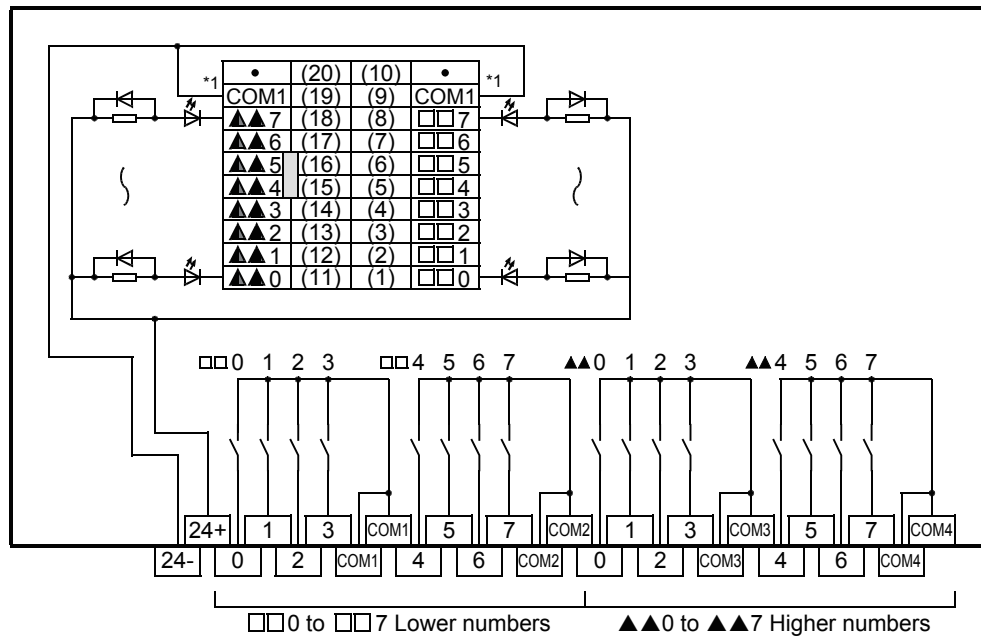 *1 • (20) (10) • *1
COM1 (19) (9) COM1
▲▲7 (18) (8) □□7
▲▲6 (17) (7) □□6
▲▲5 (16) (6) □□5
▲▲4 (15) (5) □□4
▲▲3 (14) (4) □□3
▲▲2 (13) (3) □□2
▲▲1 (12) (2) □□1
▲▲0 (11) (1) □□0
□□0 1 2 3 □□4 5 6 7 ▲▲0 1 2 3 ▲▲4 5 6 7
24+ 1 3 COM1 5 7 COM2 1 3 COM3 5 7 COM4
24- 0 2 COM1 4 6 COM2 0 2 COM3 4 6 COM4
□□0 to □□7 Lower numbers ▲▲0 to ▲▲7 Higher numbers